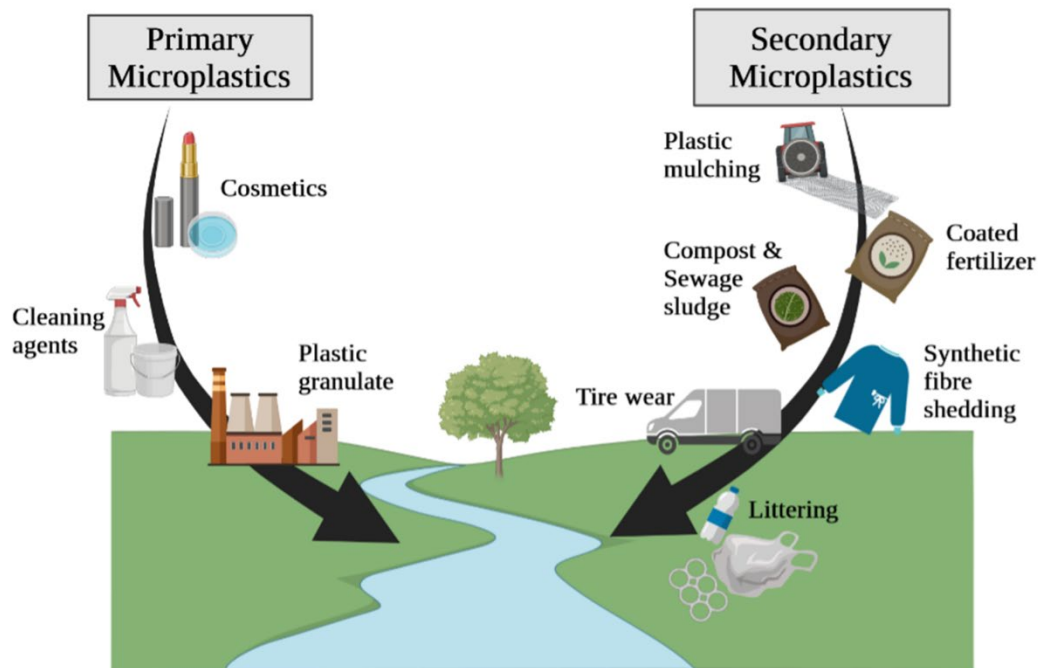 Primary
Microplastics
Cosmetics
Cleaning
agents
Plastic
granulate
Secondary
Microplastics
Plastic
mulching
Coated
fertilizer
Compost &
Sewage
sludge
Synthetic
fibre
shedding
Tire wear
Littering